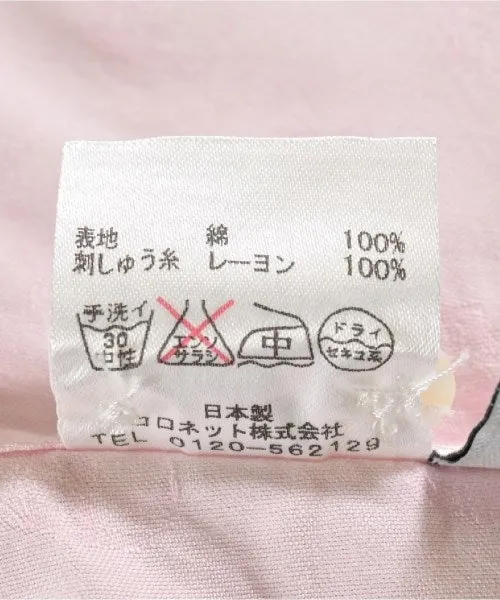 表地 綿 100%
刺しゅう糸 レーヨン 100%
手洗イ
30
中性
エンソ
サラシ
中
ドライ
セキユ系
日本製
コロネット株式会社
TEL 0120-562129